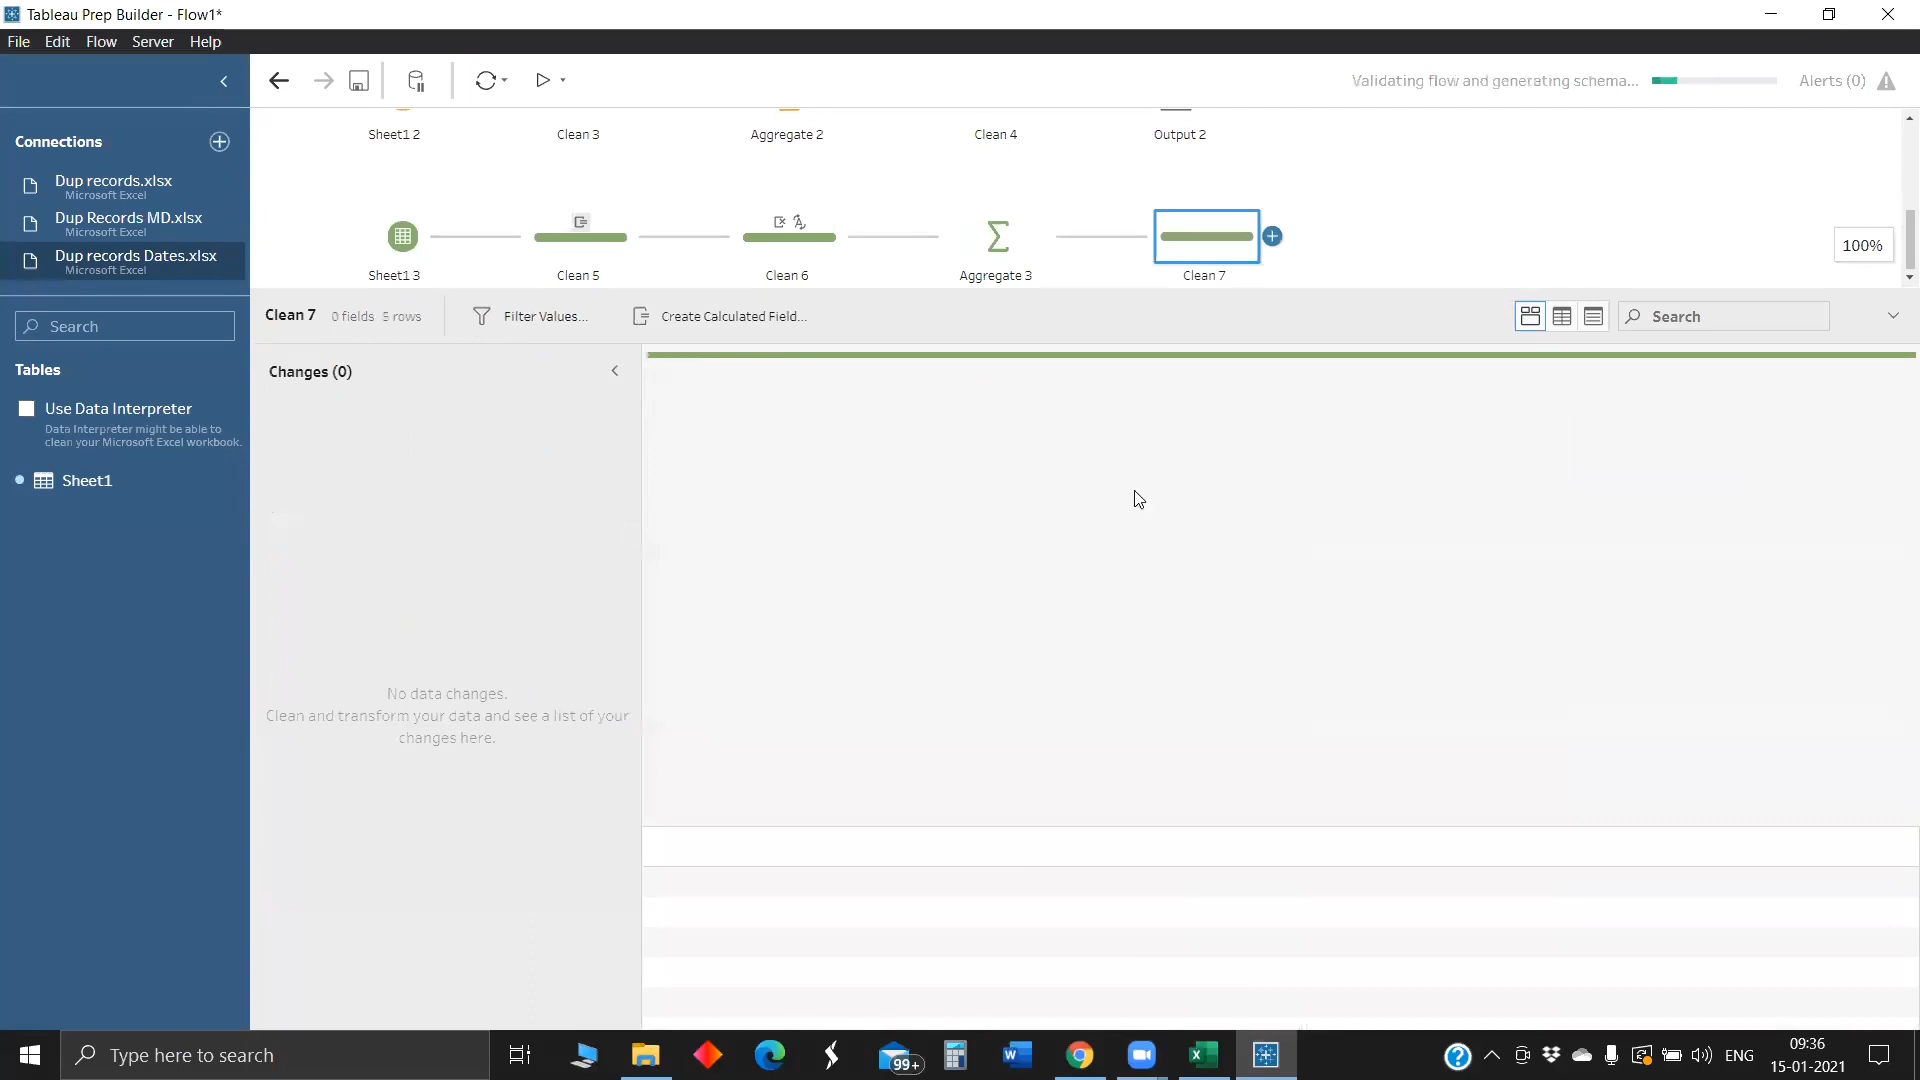 Tableau Prep Builder - Flow1*
File Edit Flow Server Help
Validating flow and generating schema...
Alerts (0)
Connections
Dup records.xlsx
Microsoft Excel
Dup Records MD.xlsx
Microsoft Excel
Dup records Dates.xlsx
Microsoft Excel
Search
Tables
Use Data Interpreter
Data Interpreter might be able to
clean your Microsoft Excel workbook.
Sheet1
Sheet1 2 Clean 3 Aggregate 2 Clean 4 Output 2
100%
Sheet1 3 Clean 5 Clean 6 Aggregate 3 Clean 7
Clean 7 0 fields 5 rows Filter Values... Create Calculated Field... Search
Changes (0)
No data changes.
Clean and transform your data and see a list of your
changes here.
Type here to search
99+
ENG
09:36
15-01-2021